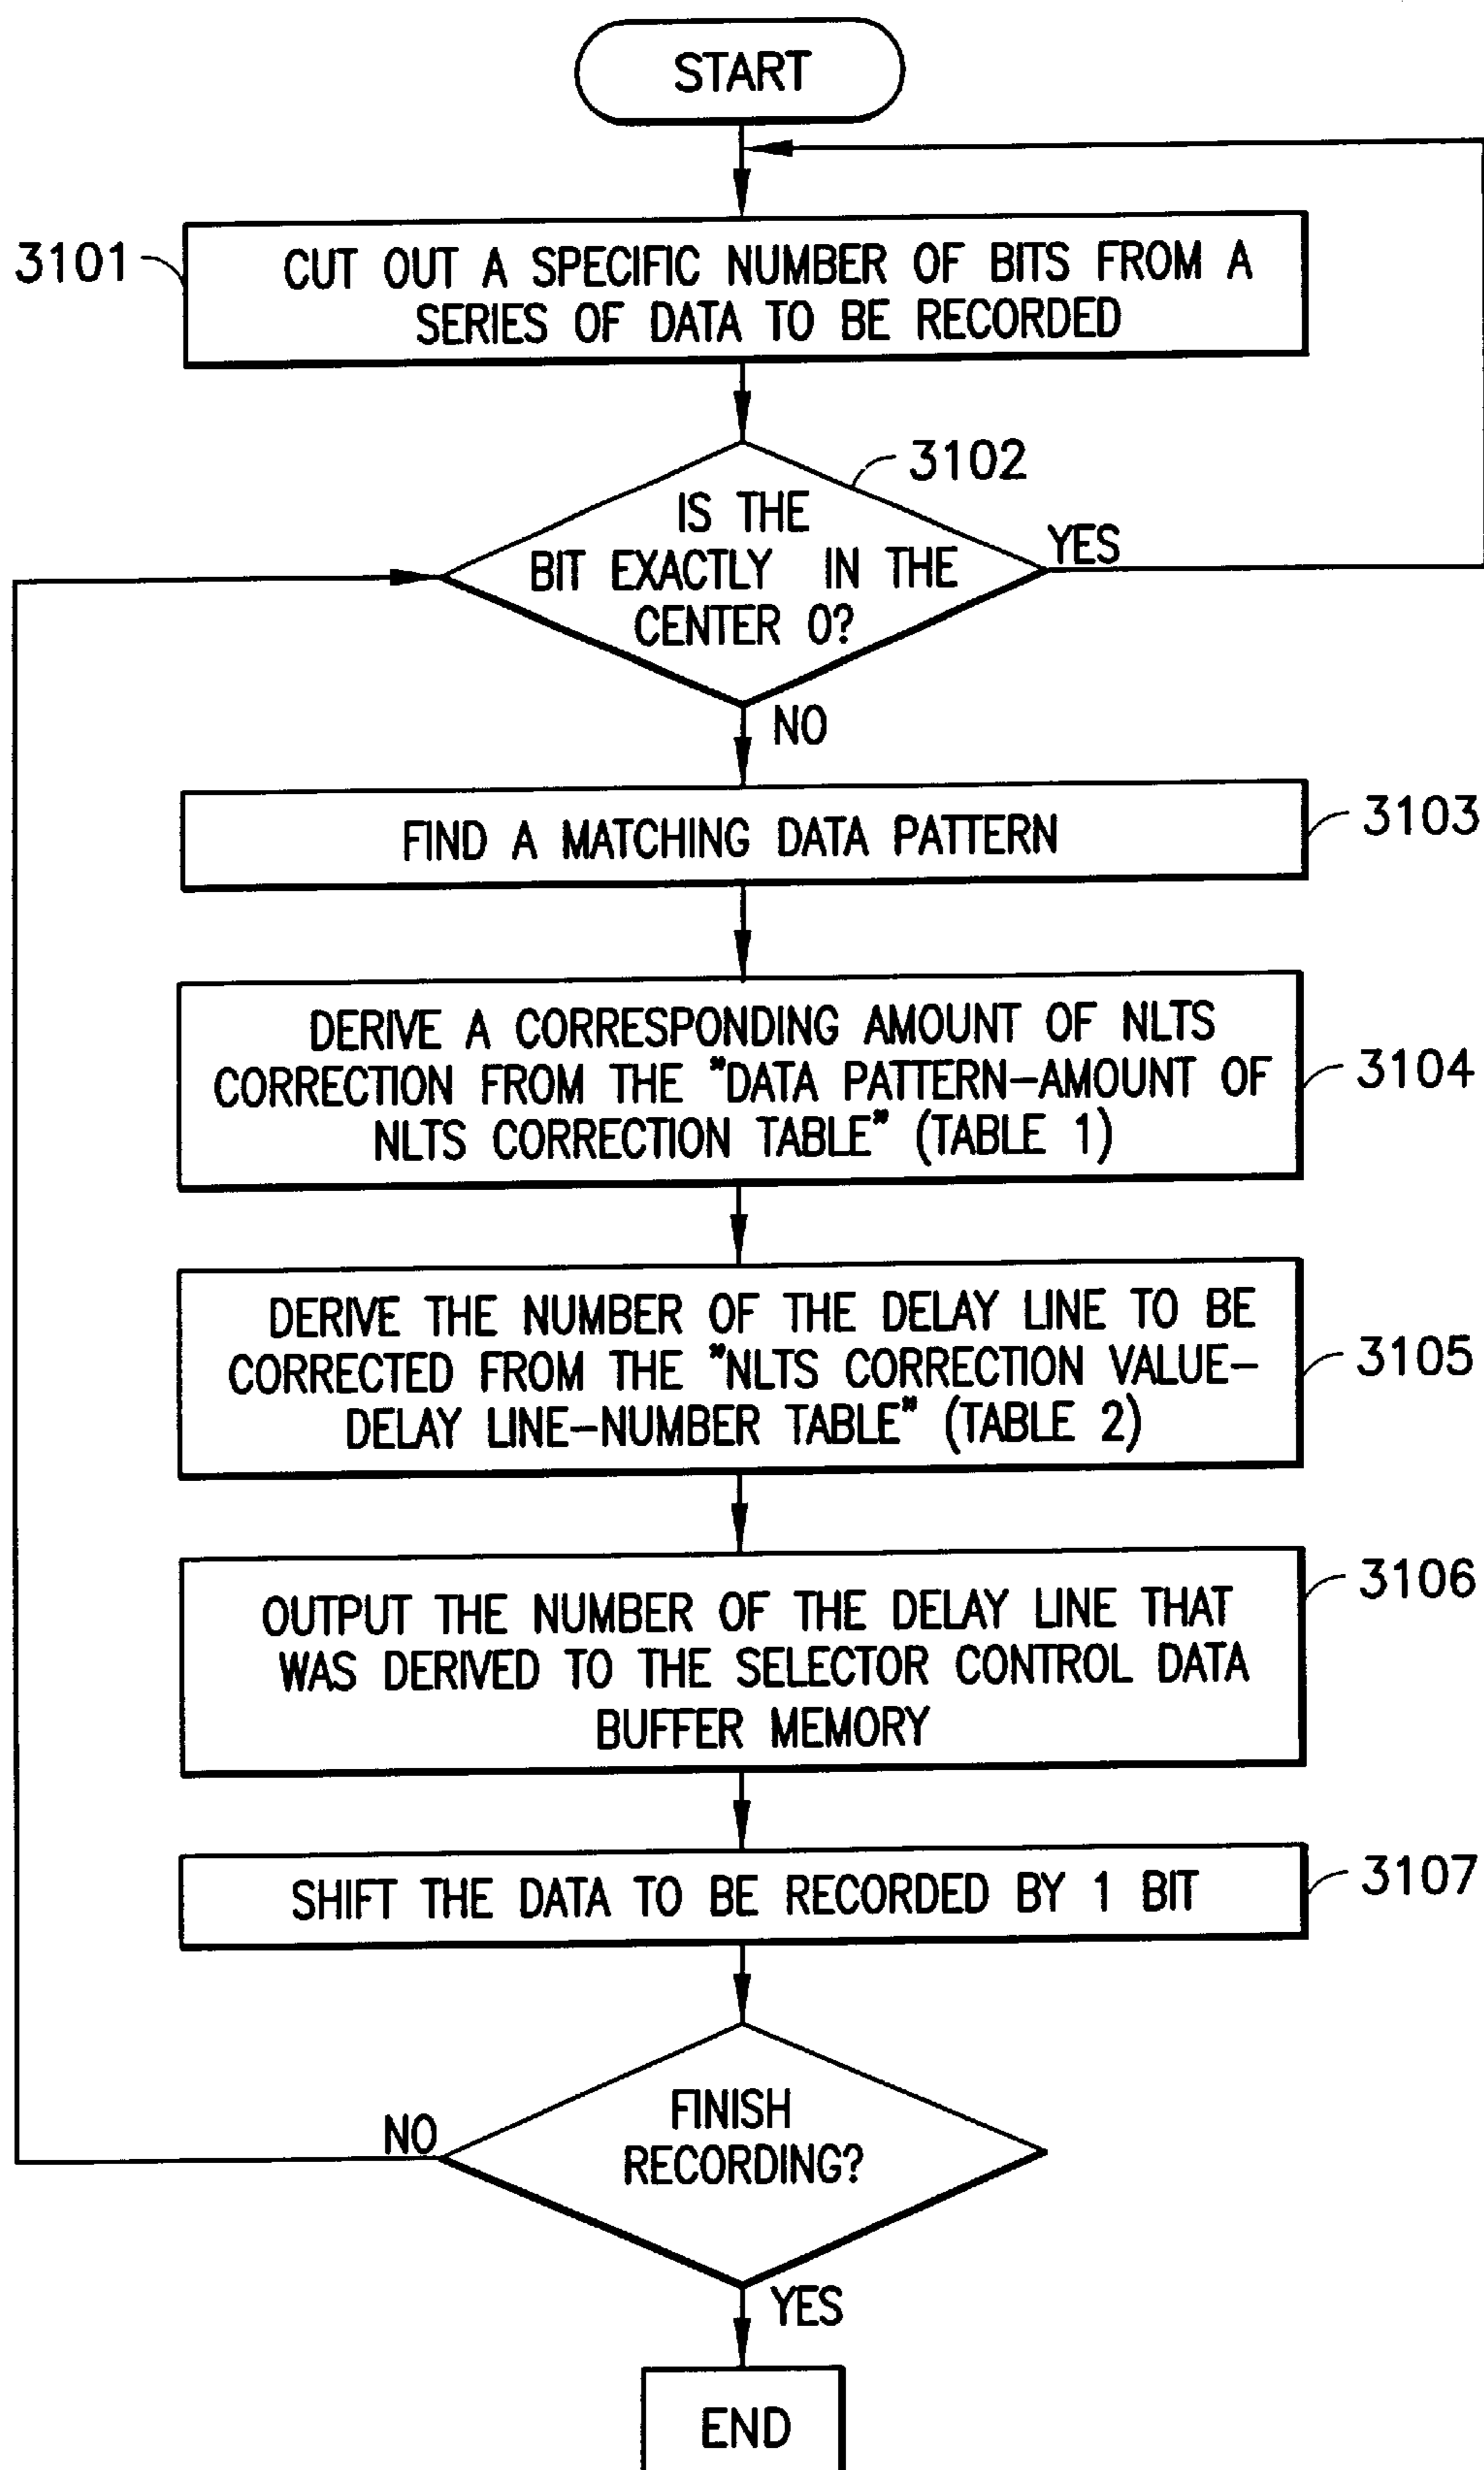 START
3101
CUT OUT A SPECIFIC NUMBER OF BITS FROM A
SERIES OF DATA TO BE RECORDED
3102
IS THE
BIT EXACTLY IN THE
CENTER 0?
YES
NO
FIND A MATCHING DATA PATTERN
3103
DERIVE A CORRESPONDING AMOUNT OF NLTS
CORRECTION FROM THE "DATA PATTERN-AMOUNT OF
NLTS CORRECTION TABLE" (TABLE 1)
3104
DERIVE THE NUMBER OF THE DELAY LINE TO BE
CORRECTED FROM THE "NLTS CORRECTION VALUE-
DELAY LINE-NUMBER TABLE" (TABLE 2)
3105
OUTPUT THE NUMBER OF THE DELAY LINE THAT
WAS DERIVED TO THE SELECTOR CONTROL DATA
BUFFER MEMORY
3106
SHIFT THE DATA TO BE RECORDED BY 1 BIT
3107
FINISH
RECORDING?
NO
YES
END